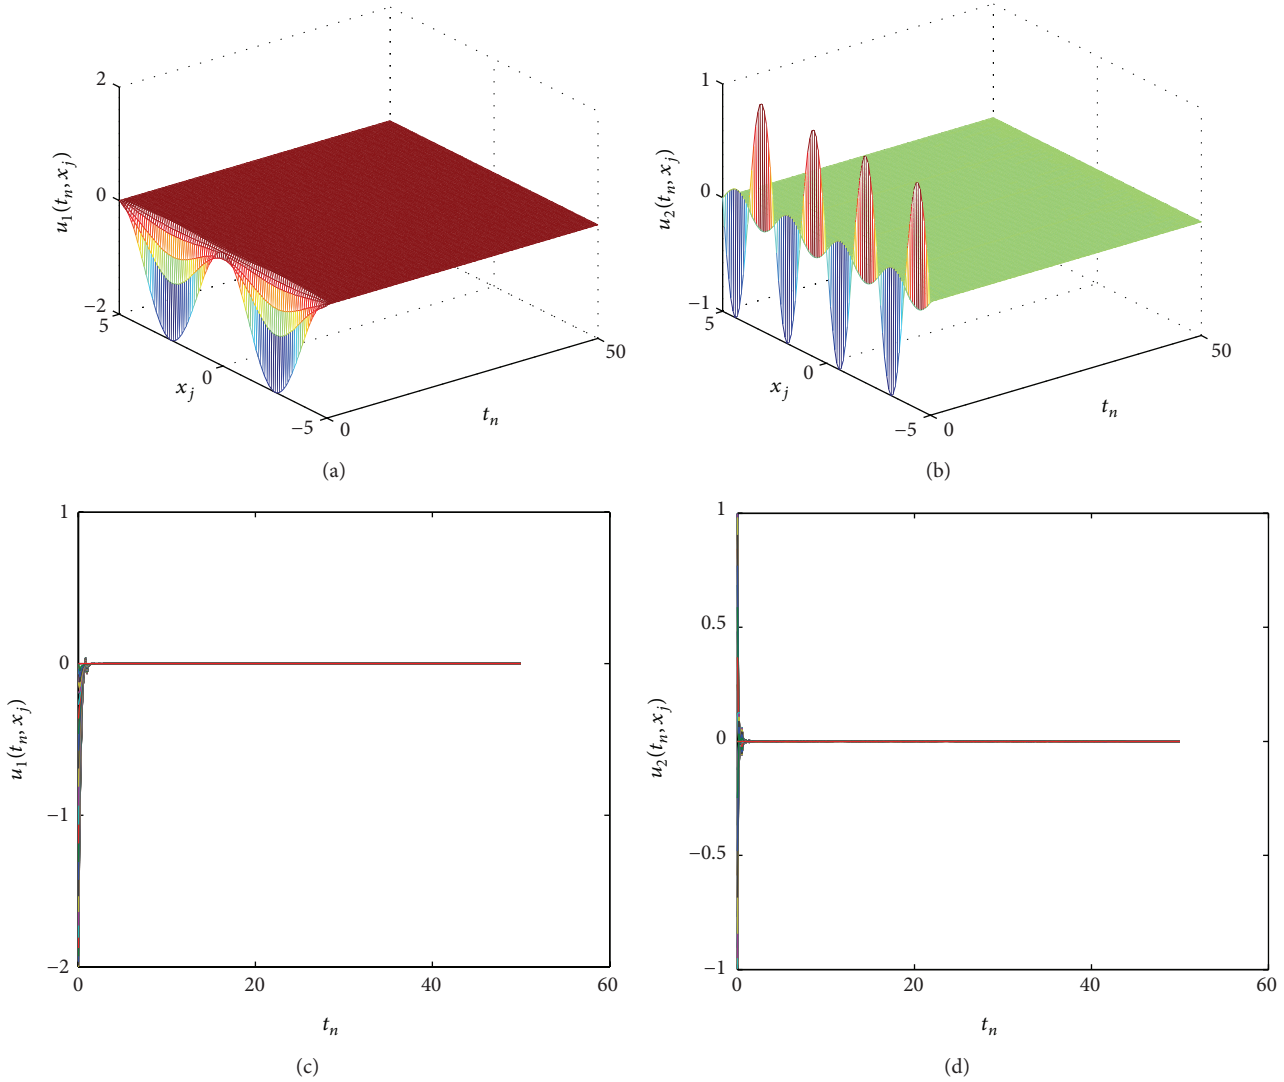 2
0
−2
5
0
−5
0
50
u₁(tₙ, xⱼ)
xⱼ
tₙ
(a)
1
0
−1
5
0
−5
0
50
u₂(tₙ, xⱼ)
xⱼ
tₙ
(b)
1
0
−1
−2
0
20
40
60
u₁(tₙ, xⱼ)
tₙ
(c)
1
0.5
0
−0.5
−1
0
20
40
60
u₂(tₙ, xⱼ)
tₙ
(d)